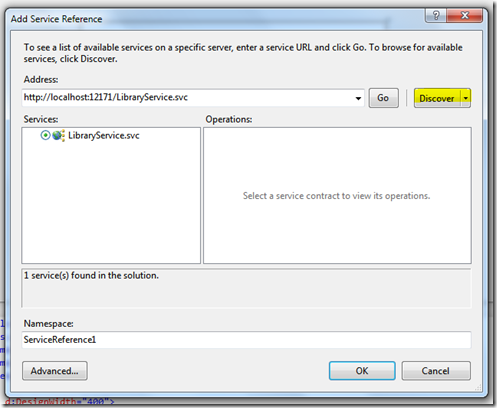 Add Service Reference
To see a list of available services on a specific server, enter a service URL and click Go. To browse for available
services, click Discover.
Address:
http://localhost:12171/LibraryService.svc
Go
Discover
Services:
Operations:
LibraryService.svc
Select a service contract to view its operations.
1 service(s) found in the solution.
Namespace:
ServiceReference1
Advanced...
OK
Cancel
d:DesignWidth="400">